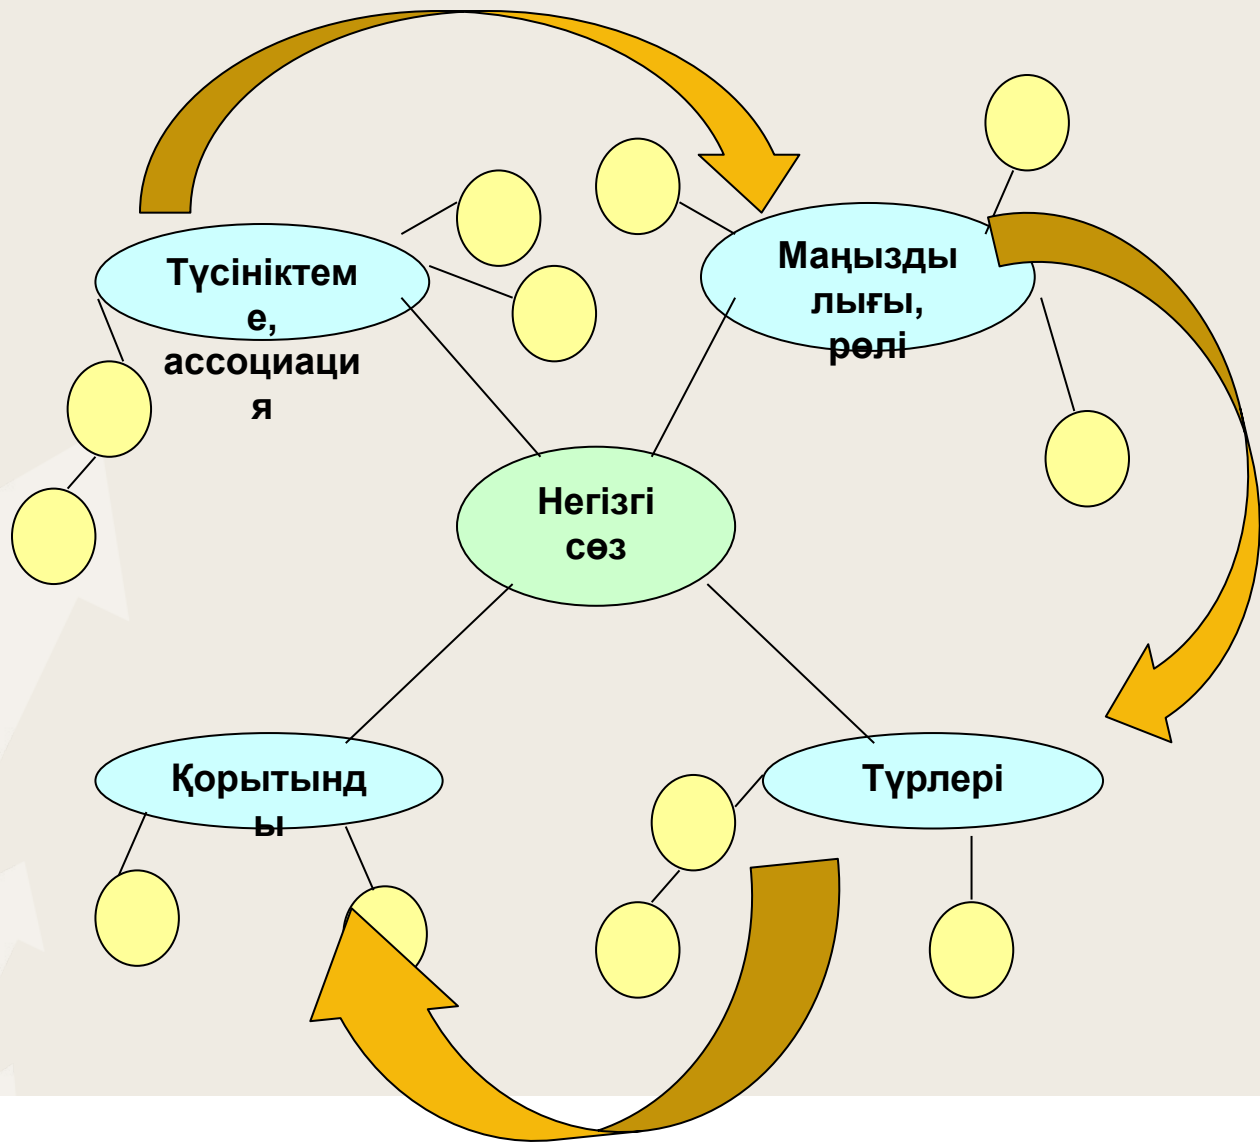 Түсініктем
е,
ассоциаци
я
Маңызды
лығы,
рөлі
Негізгі
сөз
Қорытынд
ы
Түрлері